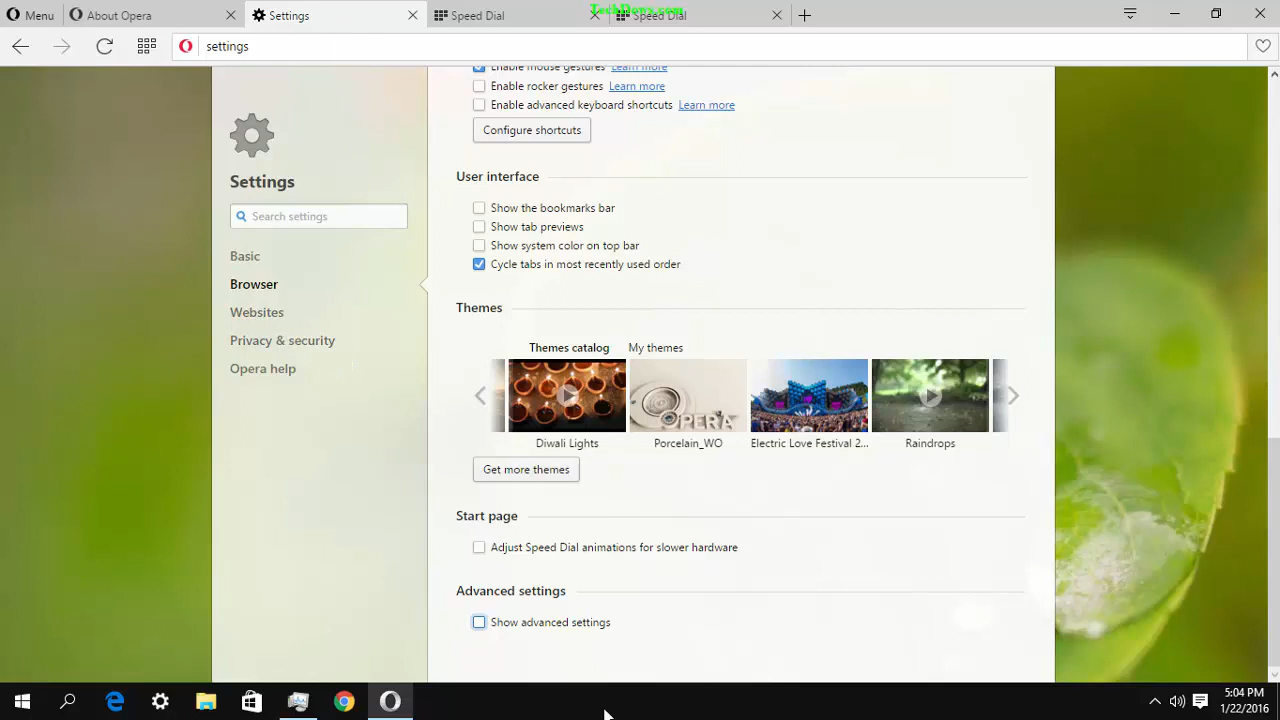 Menu About Opera Settings Speed Dial Speed Dial
TechDows.com
settings
Enable mouse gestures Learn more
Enable rocker gestures Learn more
Enable advanced keyboard shortcuts Learn more
Configure shortcuts
Settings
Search settings
Basic
Browser
Websites
Privacy & security
Opera help
User interface
Show the bookmarks bar
Show tab previews
Show system color on top bar
Cycle tabs in most recently used order
Themes
Themes catalog My themes
OPERA
Diwali Lights Porcelain_WO Electric Love Festival 2... Raindrops
Get more themes
Start page
Adjust Speed Dial animations for slower hardware
Advanced settings
Show advanced settings
5:04 PM
1/22/2016